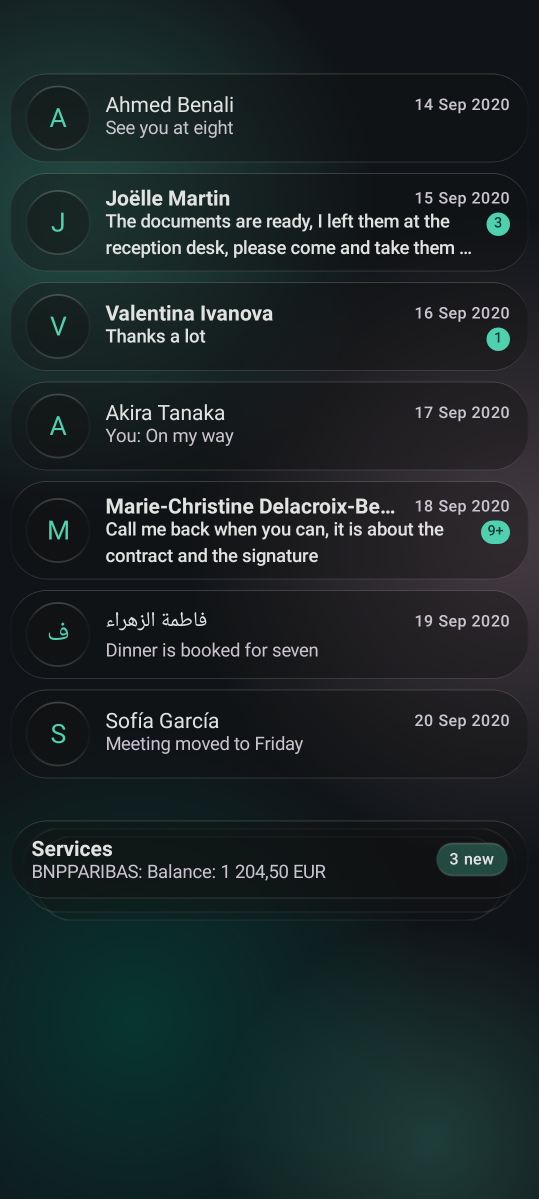 A
Ahmed Benali
14 Sep 2020
See you at eight
J
Joëlle Martin
15 Sep 2020
The documents are ready, I left them at the
3
reception desk, please come and take them ...
V
Valentina Ivanova
16 Sep 2020
Thanks a lot
1
A
Akira Tanaka
17 Sep 2020
You: On my way
M
Marie-Christine Delacroix-Be...
18 Sep 2020
Call me back when you can, it is about the
9+
contract and the signature
ف
فاطمة الزهراء
19 Sep 2020
Dinner is booked for seven
S
Sofía García
20 Sep 2020
Meeting moved to Friday
Services
BNPPARIBAS: Balance: 1 204,50 EUR
3 new